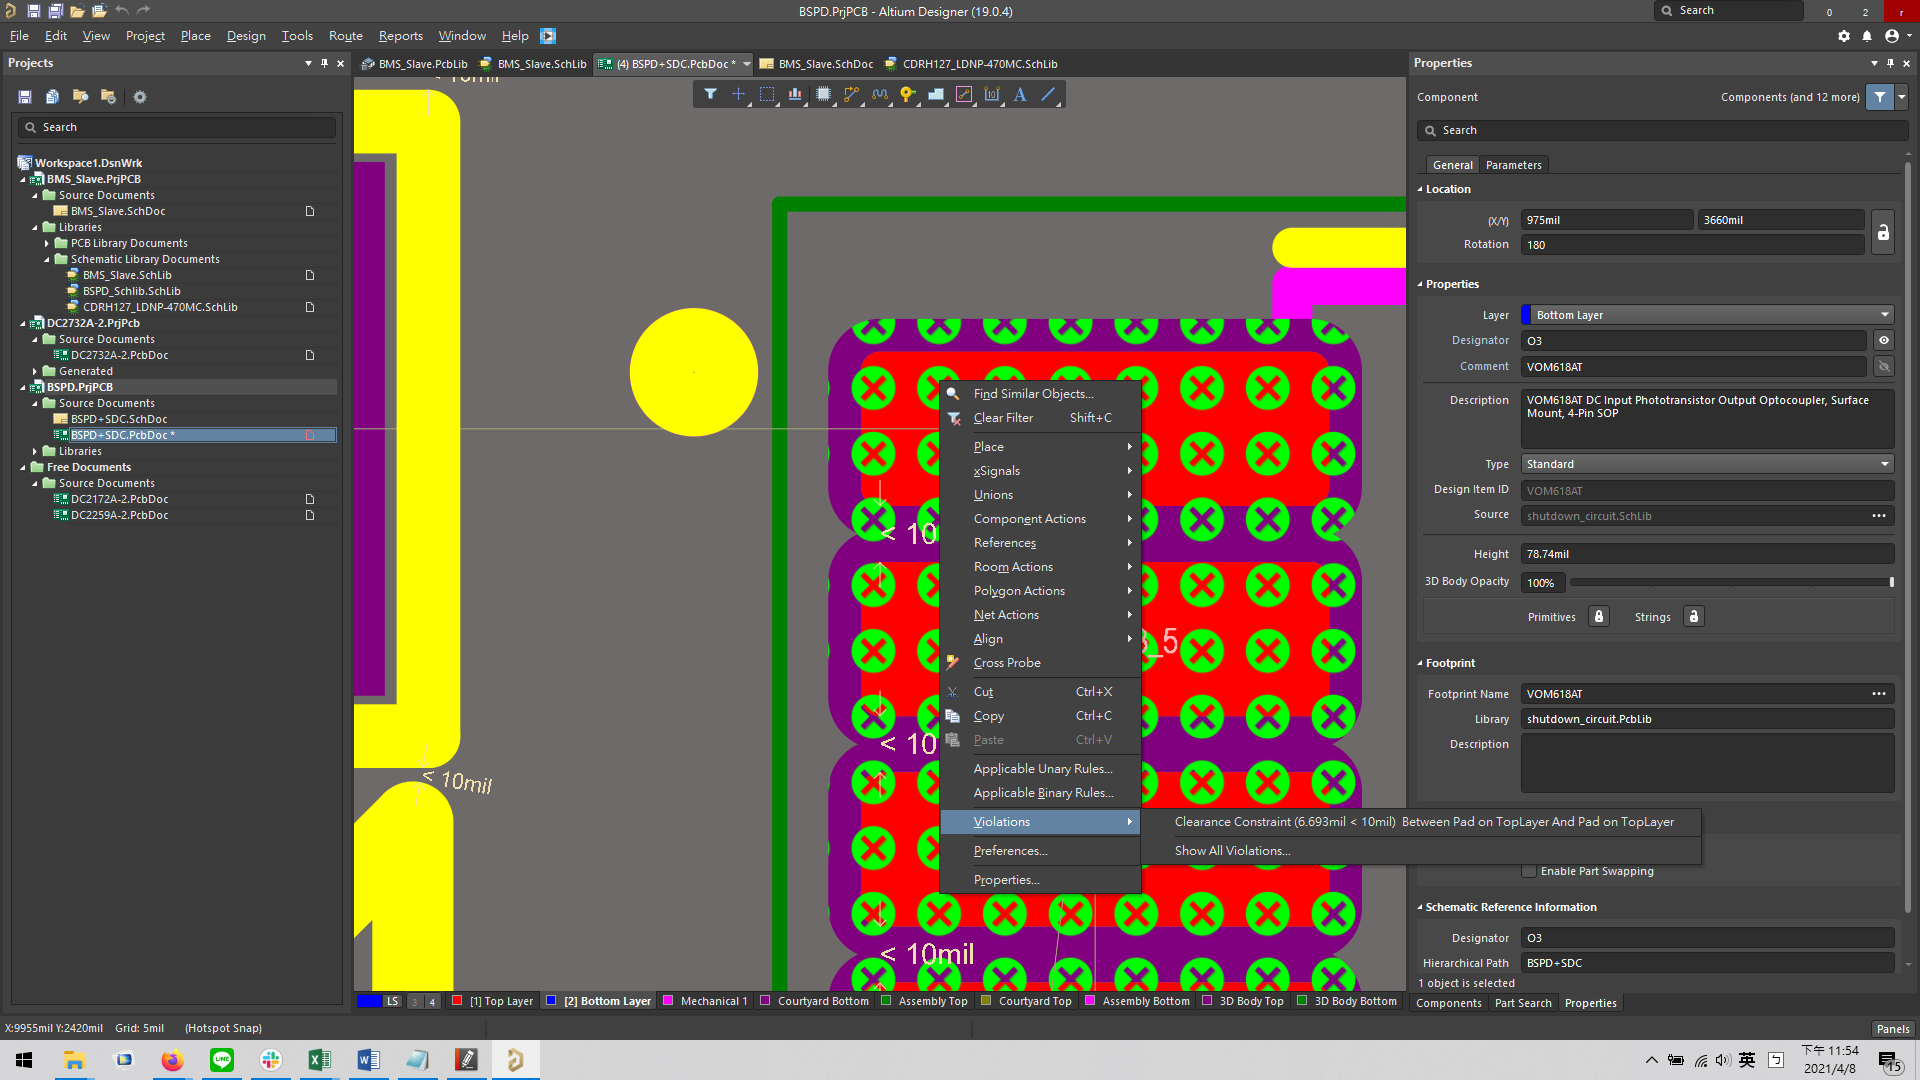 BSPD.PrjPCB - Altium Designer (19.0.4)
Search
0
2
r
File Edit View Project Place Design Tools Route Reports Window Help
Projects
BMS_Slave.PcbLib
BMS_Slave.SchLib
(4) BSPD+SDC.PcbDoc *
BMS_Slave.SchDoc
CDRH127_LDNP-470MC.SchLib
Properties
Component
Components (and 12 more)
Search
Search
Workspace1.DsnWrk
BMS_Slave.PrjPCB
Source Documents
BMS_Slave.SchDoc
Libraries
PCB Library Documents
Schematic Library Documents
BMS_Slave.SchLib
BSPD_Schlib.SchLib
CDRH127_LDNP-470MC.SchLib
DC2732A-2.PrjPcb
Source Documents
DC2732A-2.PcbDoc
Generated
BSPD.PrjPCB
Source Documents
BSPD+SDC.SchDoc
BSPD+SDC.PcbDoc *
Libraries
Free Documents
Source Documents
DC2172A-2.PcbDoc
DC2259A-2.PcbDoc
< 10mil
< 10
< 10
< 10mil
_5
Find Similar Objects...
Clear Filter Shift+C
Place
xSignals
Unions
Component Actions
References
Room Actions
Polygon Actions
Net Actions
Align
Cross Probe
Cut Ctrl+X
Copy Ctrl+C
Paste Ctrl+V
Applicable Unary Rules...
Applicable Binary Rules...
Violations
Preferences...
Properties...
Clearance Constraint (6.693mil < 10mil) Between Pad on TopLayer And Pad on TopLayer
Show All Violations...
General Parameters
Location
(X/Y) 975mil 3660mil
Rotation 180
Properties
Layer Bottom Layer
Designator O3
Comment VOM618AT
Description VOM618AT DC Input Phototransistor Output Optocoupler, Surface
Mount, 4-Pin SOP
Type Standard
Design Item ID VOM618AT
Source shutdown_circuit.SchLib
Height 78.74mil
3D Body Opacity 100%
Primitives Strings
Footprint
Footprint Name VOM618AT
Library shutdown_circuit.PcbLib
Description
Enable Part Swapping
Schematic Reference Information
Designator O3
Hierarchical Path BSPD+SDC
1 object is selected
Components Part Search Properties
LS 3 4 [1] Top Layer [2] Bottom Layer Mechanical 1 Courtyard Bottom Assembly Top Courtyard Top Assembly Bottom 3D Body Top 3D Body Bottom
X:9955mil Y:2420mil Grid: 5mil (Hotspot Snap)
Panels
LINE
英
下午 11:54
2021/4/8
15